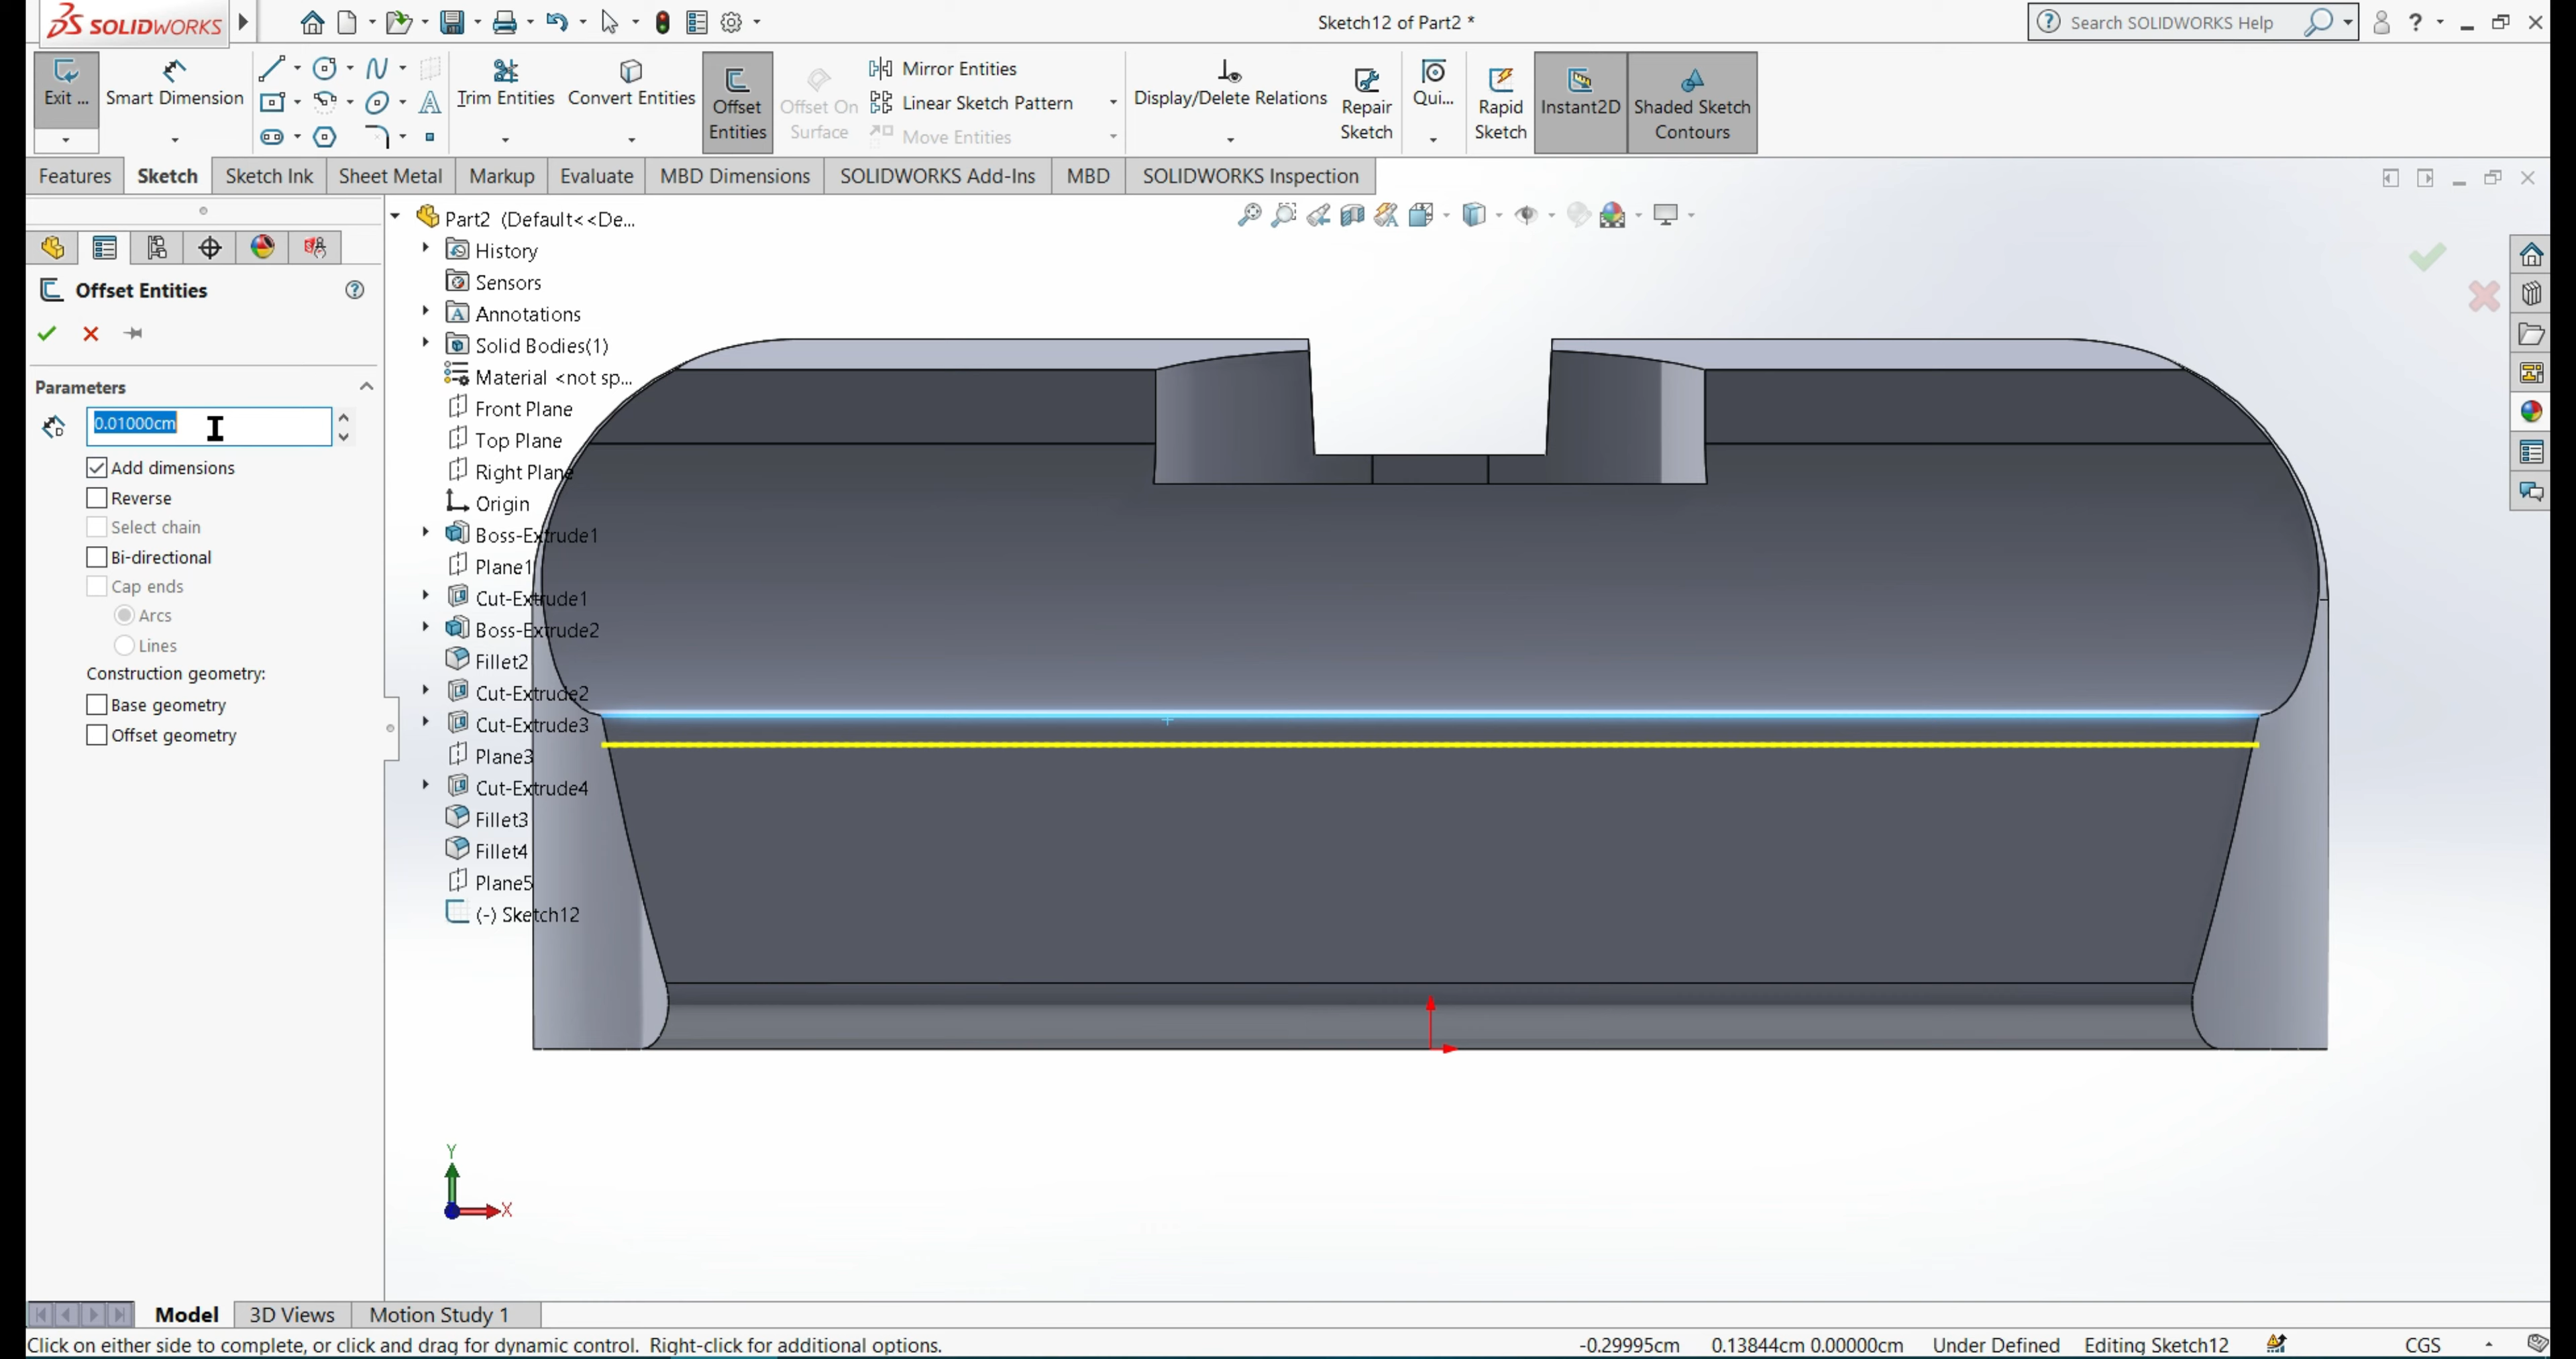 SOLIDWORKS
Sketch12 of Part2 *
Search SOLIDWORKS Help
Exit ...
Smart Dimension
Trim Entities
Convert Entities
Offset Entities
Offset On Surface
Mirror Entities
Linear Sketch Pattern
Move Entities
Display/Delete Relations
Repair Sketch
Qui...
Rapid Sketch
Instant2D
Shaded Sketch Contours
Features
Sketch
Sketch Ink
Sheet Metal
Markup
Evaluate
MBD Dimensions
SOLIDWORKS Add-Ins
MBD
SOLIDWORKS Inspection
Offset Entities
Parameters
0.01000cm
Add dimensions
Reverse
Select chain
Bi-directional
Cap ends
Arcs
Lines
Construction geometry:
Base geometry
Offset geometry
Part2 (Default<<De...
History
Sensors
Annotations
Solid Bodies(1)
Material <not sp...
Front Plane
Top Plane
Right Plane
Origin
Boss-Extrude1
Plane1
Cut-Extrude1
Boss-Extrude2
Fillet2
Cut-Extrude2
Cut-Extrude3
Plane3
Cut-Extrude4
Fillet3
Fillet4
Plane5
(-) Sketch12
Y
X
Model
3D Views
Motion Study 1
Click on either side to complete, or click and drag for dynamic control. Right-click for additional options.
-0.29995cm
0.13844cm 0.00000cm
Under Defined
Editing Sketch12
CGS